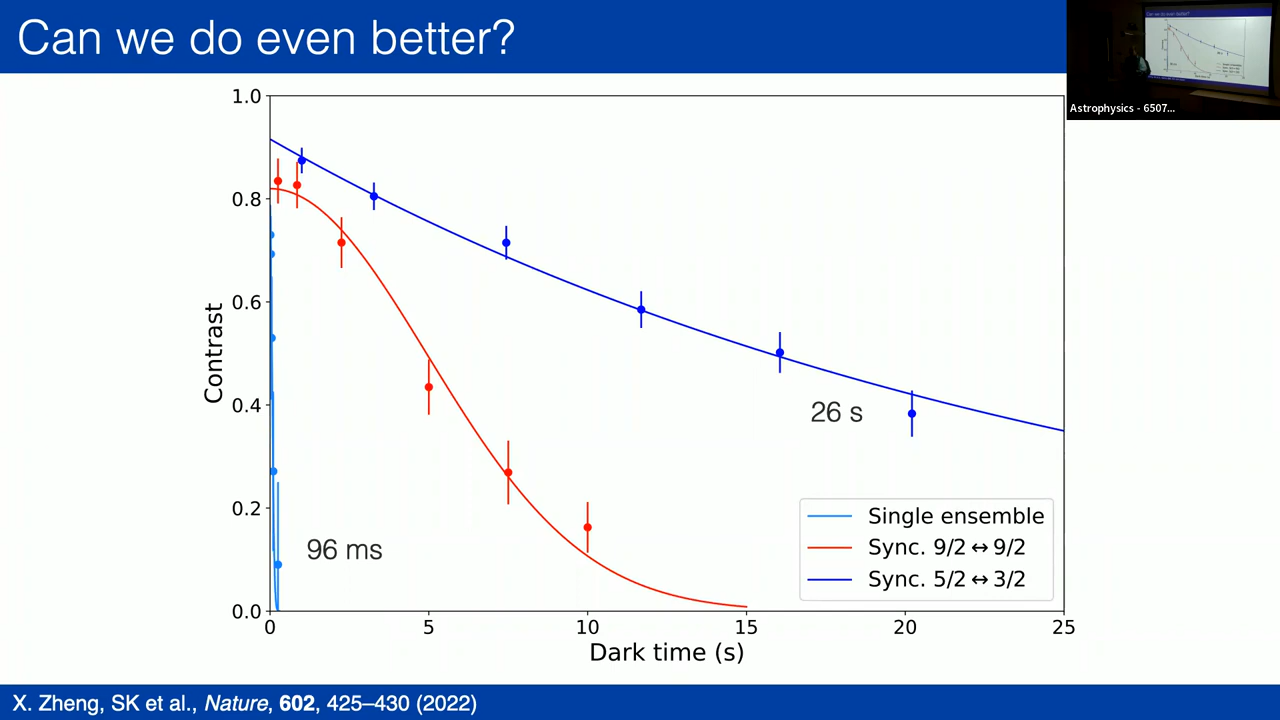 Can we do even better?
Astrophysics - 6507...
1.0
0.8
0.6
0.4
0.2
0.0
Contrast
0
5
10
15
20
25
Dark time (s)
96 ms
26 s
Single ensemble
Sync. 9/2 ↔ 9/2
Sync. 5/2 ↔ 3/2
X. Zheng, SK et al., Nature, 602, 425–430 (2022)